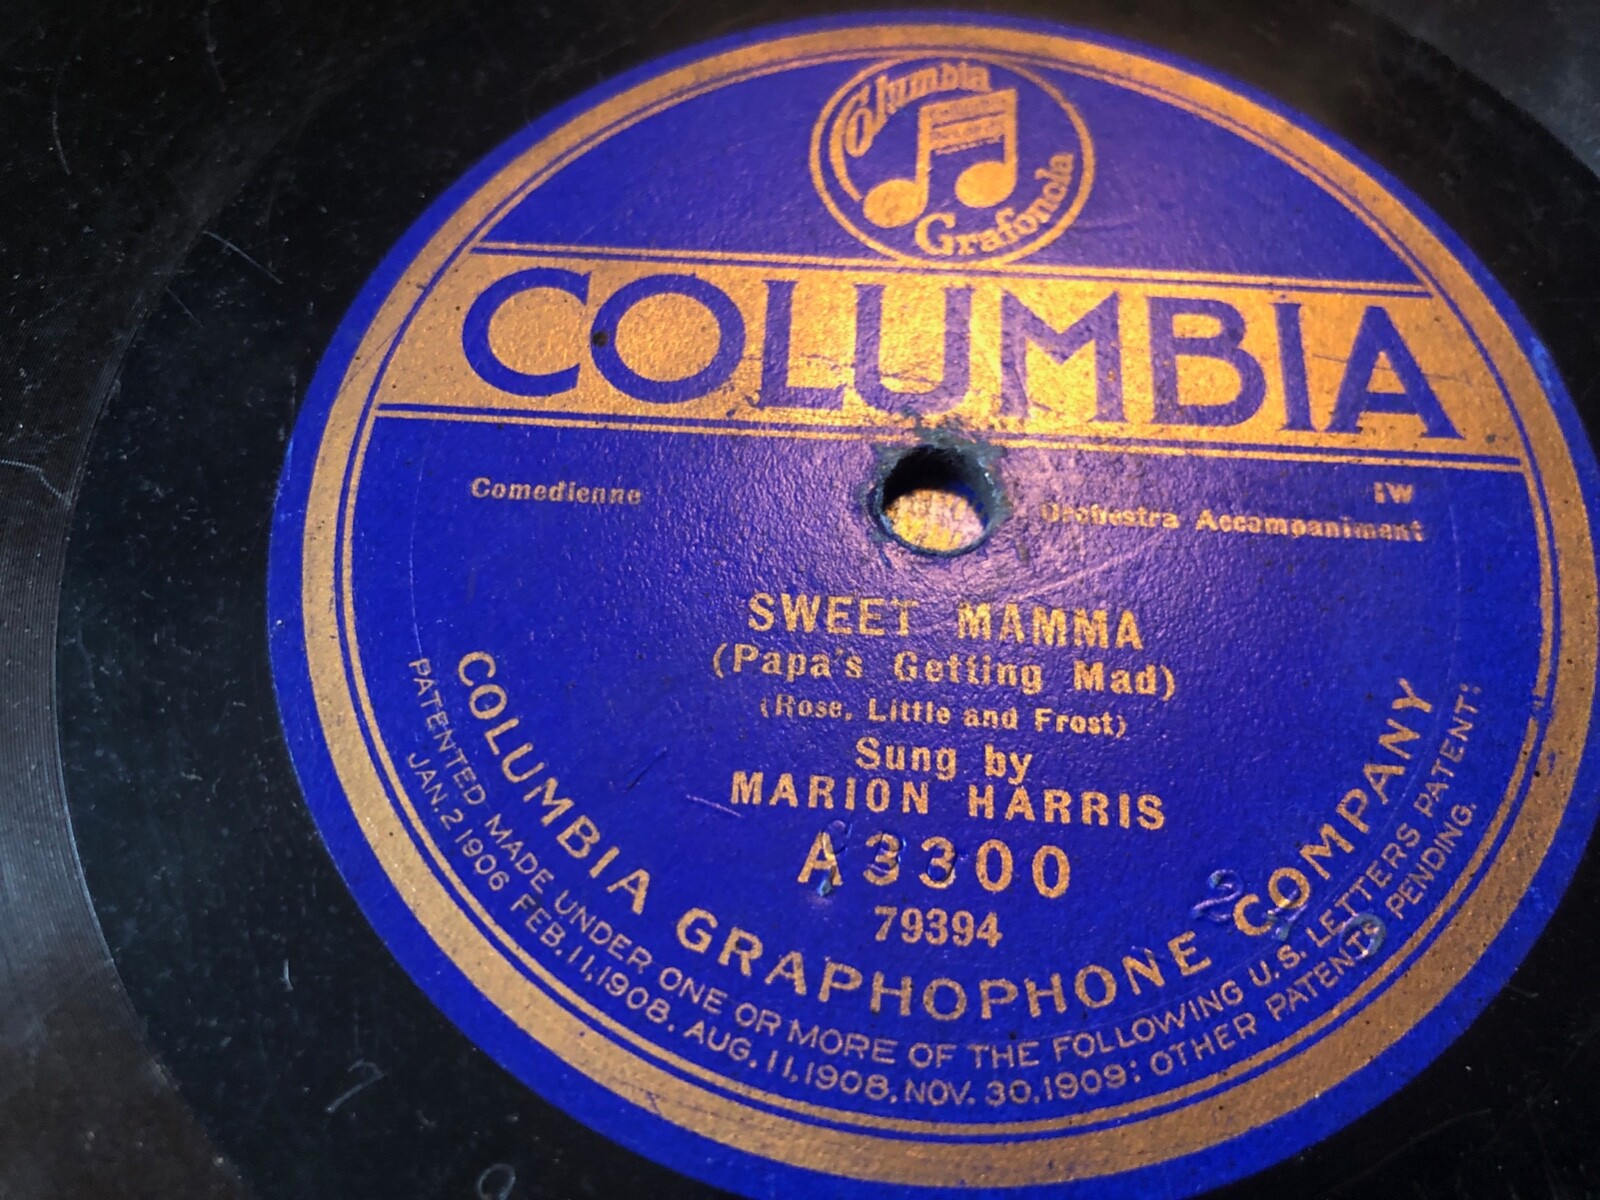 Columbia
Grafonola
COLUMBIA
Comedienne
IW
Orchestra Accompaniment
SWEET MAMMA
(Papa's Getting Mad)
(Rose, Little and Frost)
Sung by
MARION HARRIS
A3300
79394
COLUMBIA GRAPHOPHONE COMPANY
PATENTED MADE UNDER ONE OR MORE OF THE FOLLOWING U.S. LETTERS PATENT:
JAN. 2 1906 FEB. 11, 1908. AUG. 11, 1908. NOV. 30. 1909: OTHER PATENTS PENDING.